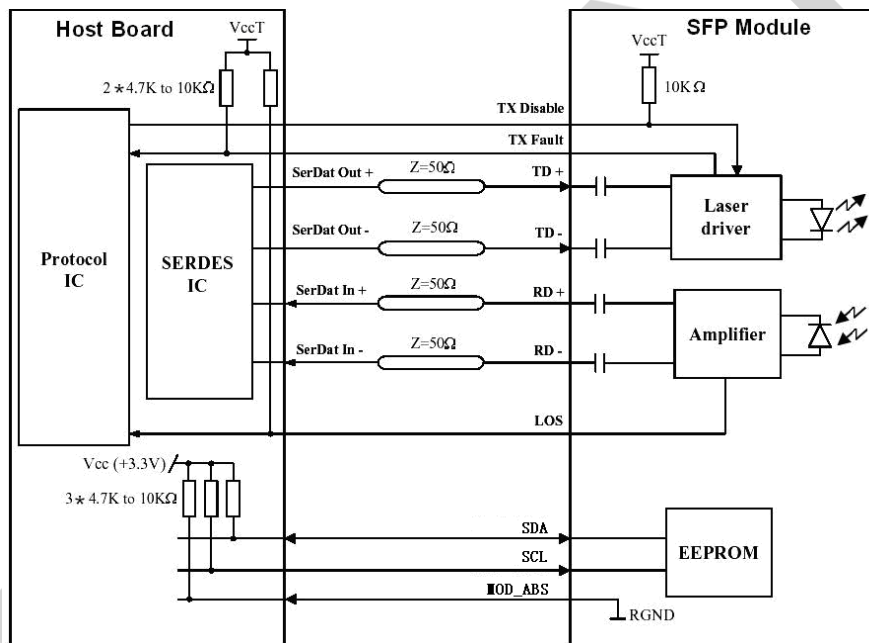 Host Board
SFP Module
VccT
VccT
2*4.7K to 10KΩ
10K Ω
TX Disable
TX Fault
SerDat Out +
Z=50Ω
TD +
Laser
driver
SerDat Out -
Z=50Ω
TD -
Protocol
IC
SERDES
IC
SerDat In +
Z=50Ω
RD +
Amplifier
SerDat In -
Z=50Ω
RD -
LOS
Vcc (+3.3V)
3*4.7K to 10KΩ
SDA
SCL
EEPROM
MOD_ABS
RGND